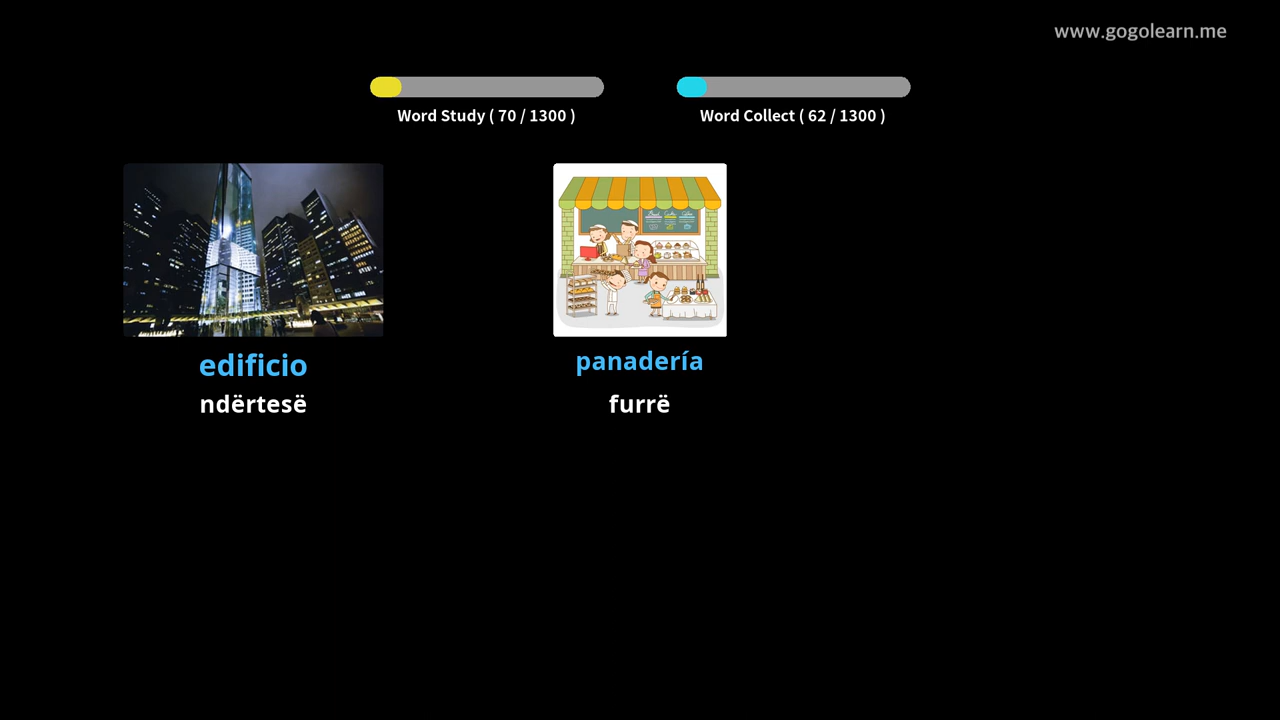 www.gogolearn.me
Word Study ( 70 / 1300 )
Word Collect ( 62 / 1300 )
edificio
ndërtesë
panadería
furrë